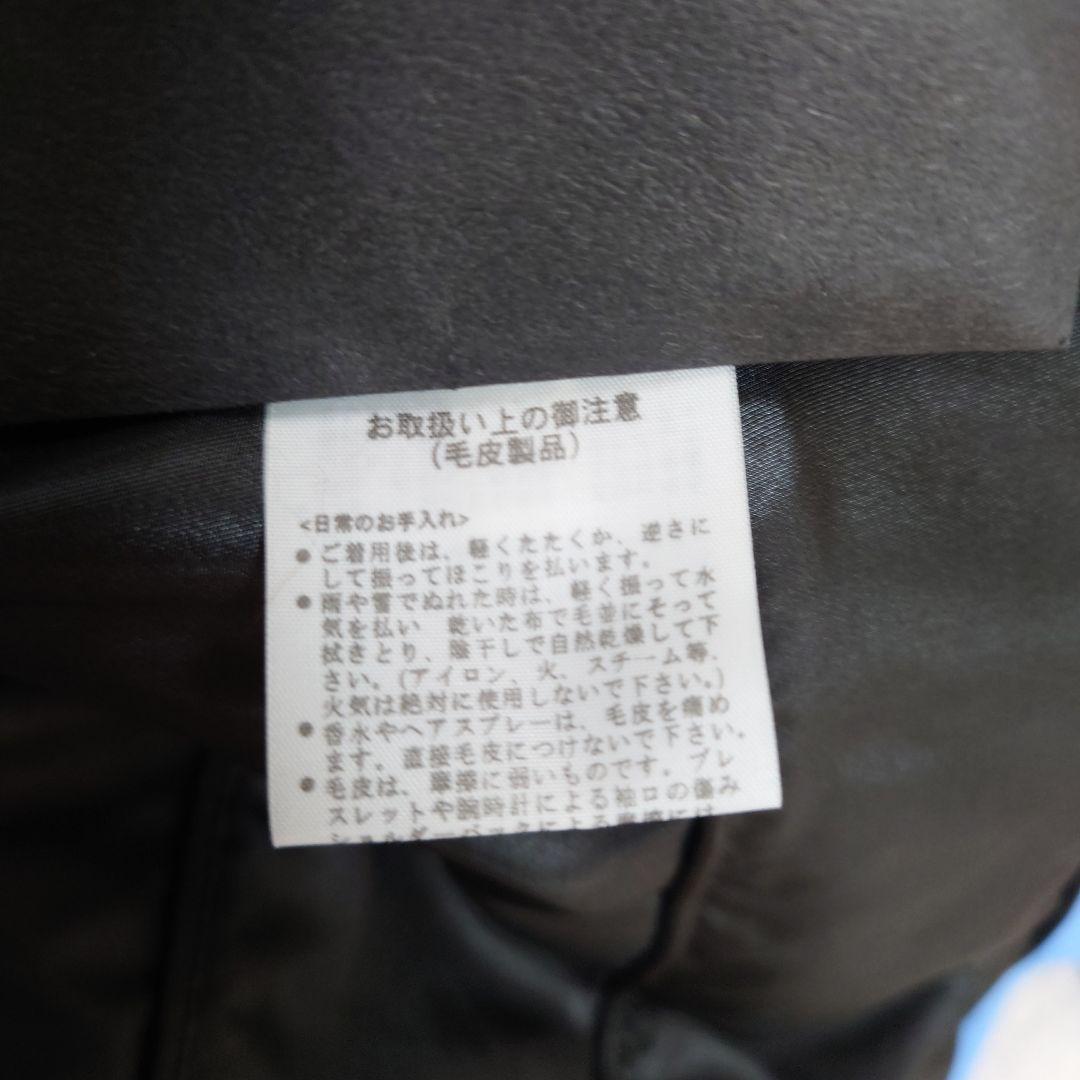 お取扱い上の御注意
(毛皮製品)
<日常のお手入れ>
●ご着用後は、軽くたたくか、逆さに
して振ってほこりを払います。
●雨や雪でぬれた時は、軽く振って水
気を払い 乾いた布で毛並にそって
拭きとり、陰干しで自然乾燥して下
さい。(アイロン、火、スチーム等、
火気は絶対に使用しないで下さい。)
●香水やヘアスプレーは、毛皮を痛め
ます。直接毛皮につけないで下さい。
●毛皮は、摩擦に弱いものです。ブレ
スレットや腕時計による袖口の傷み